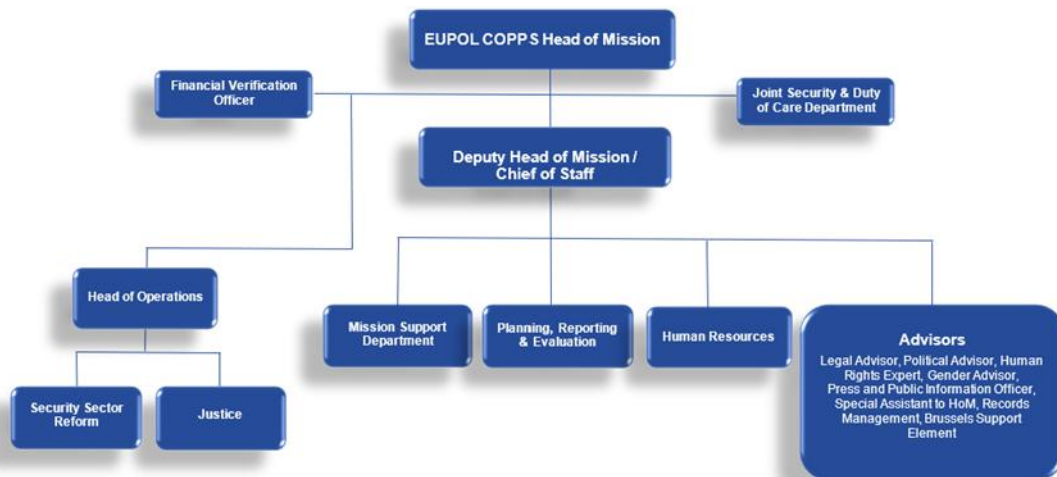 EUPOL COPPS Head of Mission
Financial Verification
Officer
Joint Security & Duty
of Care Department
Deputy Head of Mission /
Chief of Staff
Head of Operations
Mission Support
Department
Planning, Reporting
& Evaluation
Human Resources
Advisors
Legal Advisor, Political Advisor, Human
Rights Expert, Gender Advisor,
Press and Public Information Officer,
Special Assistant to HoM, Records
Management, Brussels Support
Element
Security Sector
Reform
Justice